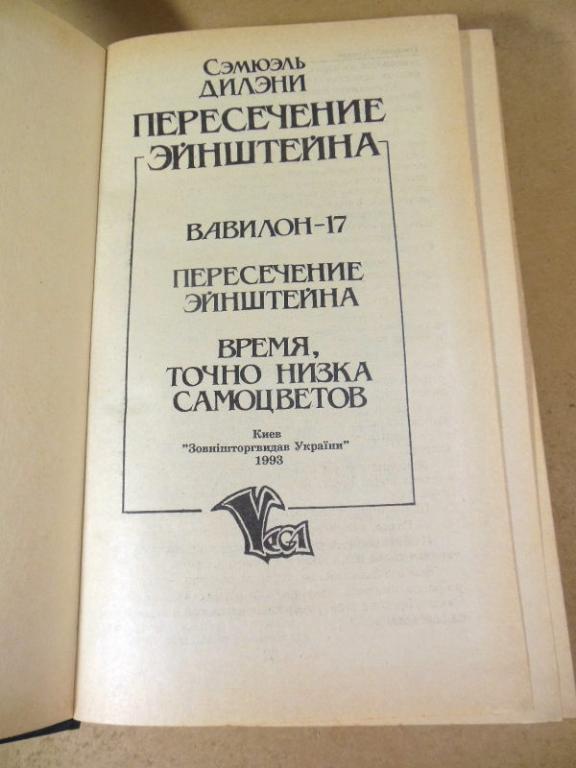 Сэмюэль
ДИЛЭНИ
ПЕРЕСЕЧЕНИЕ
ЭЙНШТЕЙНА
ВАВИЛОН-17
ПЕРЕСЕЧЕНИЕ
ЭЙНШТЕЙНА
ВРЕМЯ,
ТОЧНО НИЗКА
САМОЦВЕТОВ
Киев
"Зовнішторгвидав України"
1993